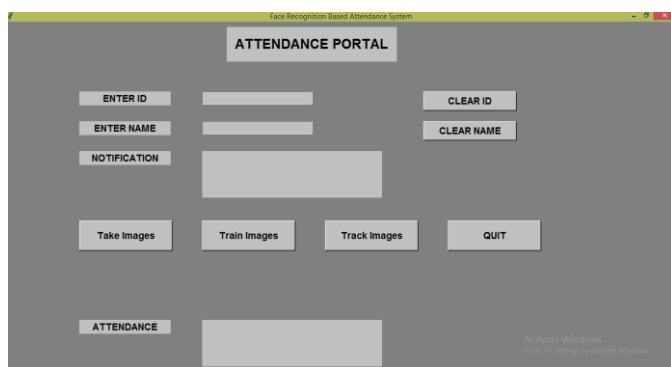 Face Recognition Based Attendance System
ATTENDANCE PORTAL
ENTER ID
CLEAR ID
ENTER NAME
CLEAR NAME
NOTIFICATION
Take Images
Train Images
Track Images
QUIT
ATTENDANCE
Activate Windows
Go to PC settings to activate Windows.